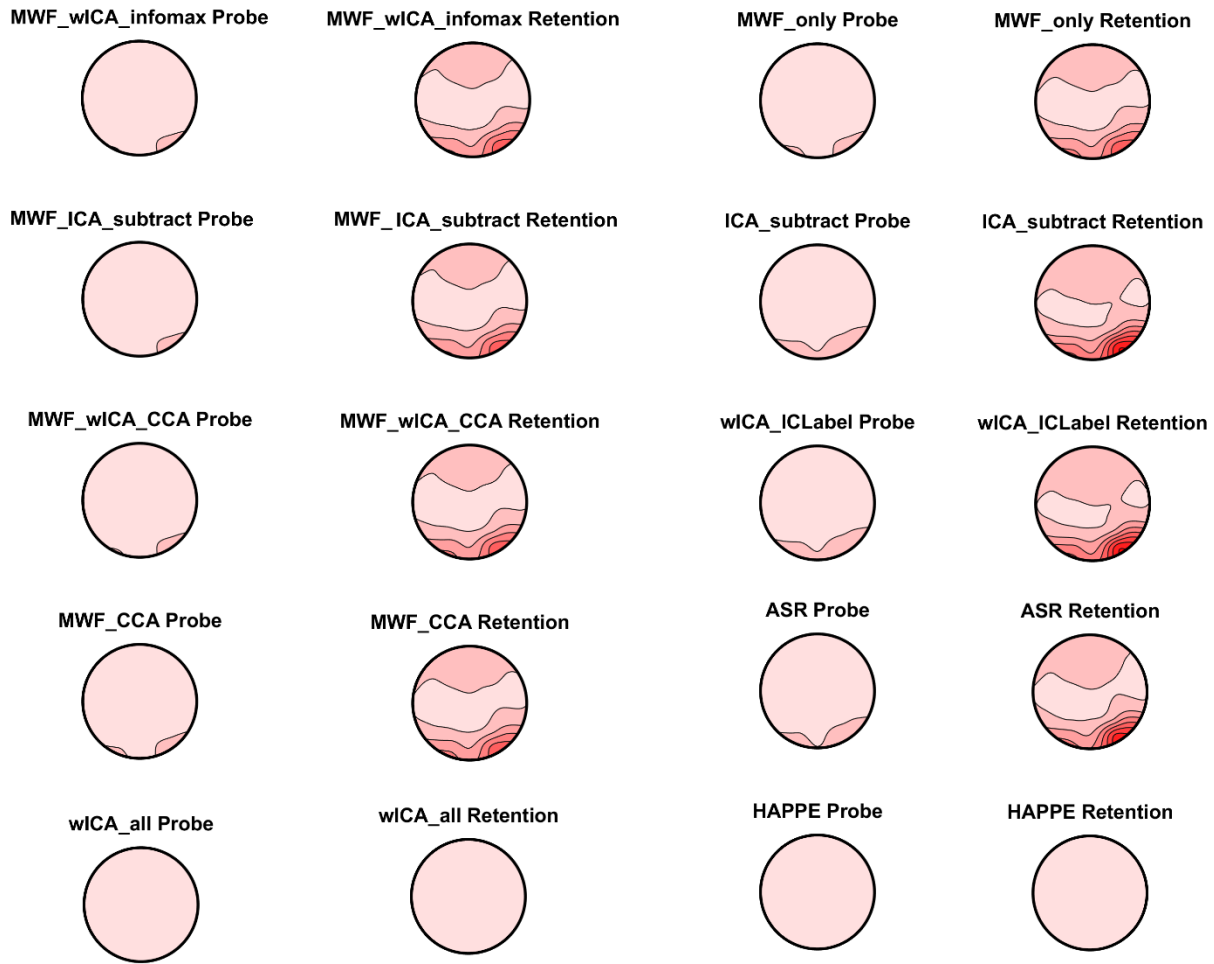 MWF_wICA_infomax Probe
MWF_wICA_infomax Retention
MWF_only Probe
MWF_only Retention
MWF_ICA_subtract Probe
MWF_ICA_subtract Retention
ICA_subtract Probe
ICA_subtract Retention
MWF_wICA_CCA Probe
MWF_wICA_CCA Retention
wICA_ICLabel Probe
wICA_ICLabel Retention
MWF_CCA Probe
MWF_CCA Retention
ASR Probe
ASR Retention
wICA_all Probe
wICA_all Retention
HAPPE Probe
HAPPE Retention